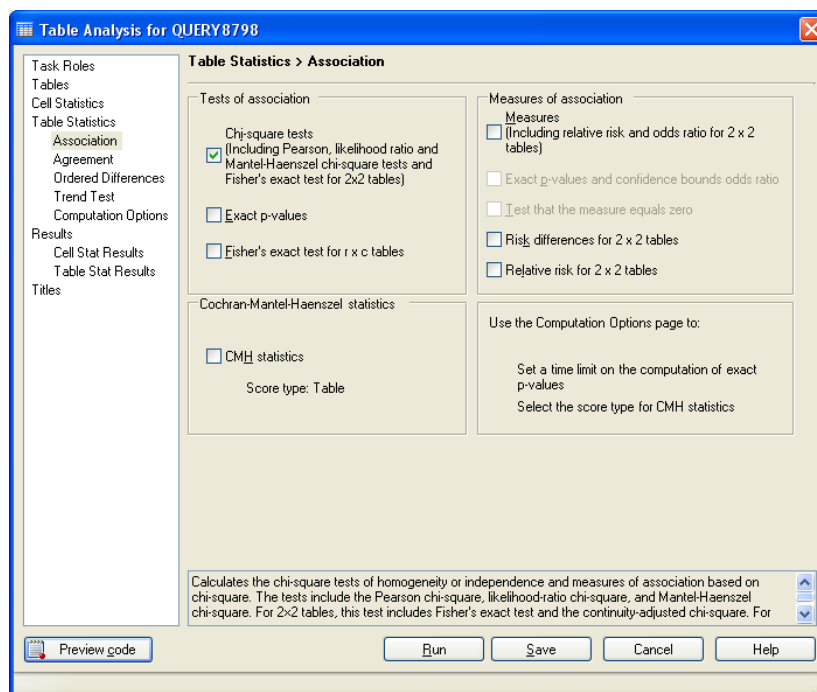 Table Analysis for QUERY8798
Task Roles
Tables
Cell Statistics
Table Statistics
Association
Agreement
Ordered Differences
Trend Test
Computation Options
Results
Cell Stat Results
Table Stat Results
Titles
Table Statistics > Association
Tests of association
Chi-square tests
(Including Pearson, likelihood ratio and
Mantel-Haenszel chi-square tests and
Fisher's exact test for 2x2 tables)
Exact p-values
Fisher's exact test for r x c tables
Measures of association
Measures
(Including relative risk and odds ratio for 2 x 2
tables)
Exact p-values and confidence bounds odds ratio
Test that the measure equals zero
Risk differences for 2 x 2 tables
Relative risk for 2 x 2 tables
Cochran-Mantel-Haenszel statistics
CMH statistics
Score type: Table
Use the Computation Options page to:
Set a time limit on the computation of exact
p-values
Select the score type for CMH statistics
Calculates the chi-square tests of homogeneity or independence and measures of association based on
chi-square. The tests include the Pearson chi-square, likelihood-ratio chi-square, and Mantel-Haenszel
chi-square. For 2×2 tables, this test includes Fisher's exact test and the continuity-adjusted chi-square. For
Preview code
Run
Save
Cancel
Help